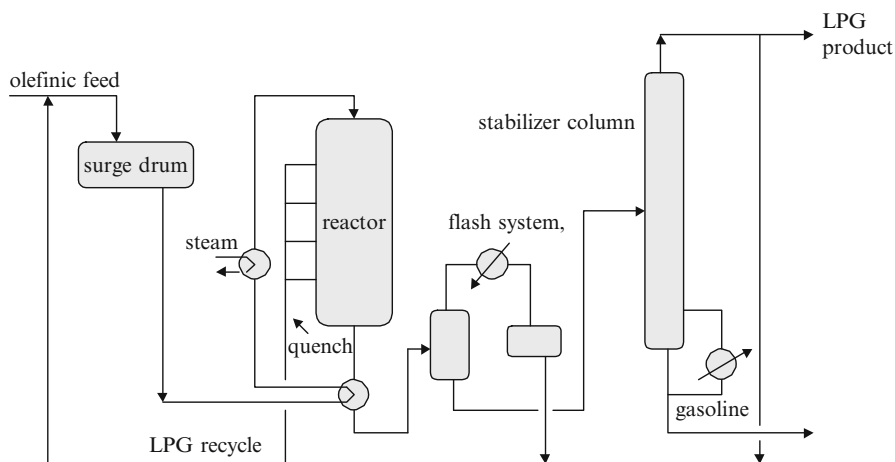 LPG
product
olefinic feed
stabilizer column
surge drum
reactor
flash system,
steam
quench
gasoline
LPG recycle